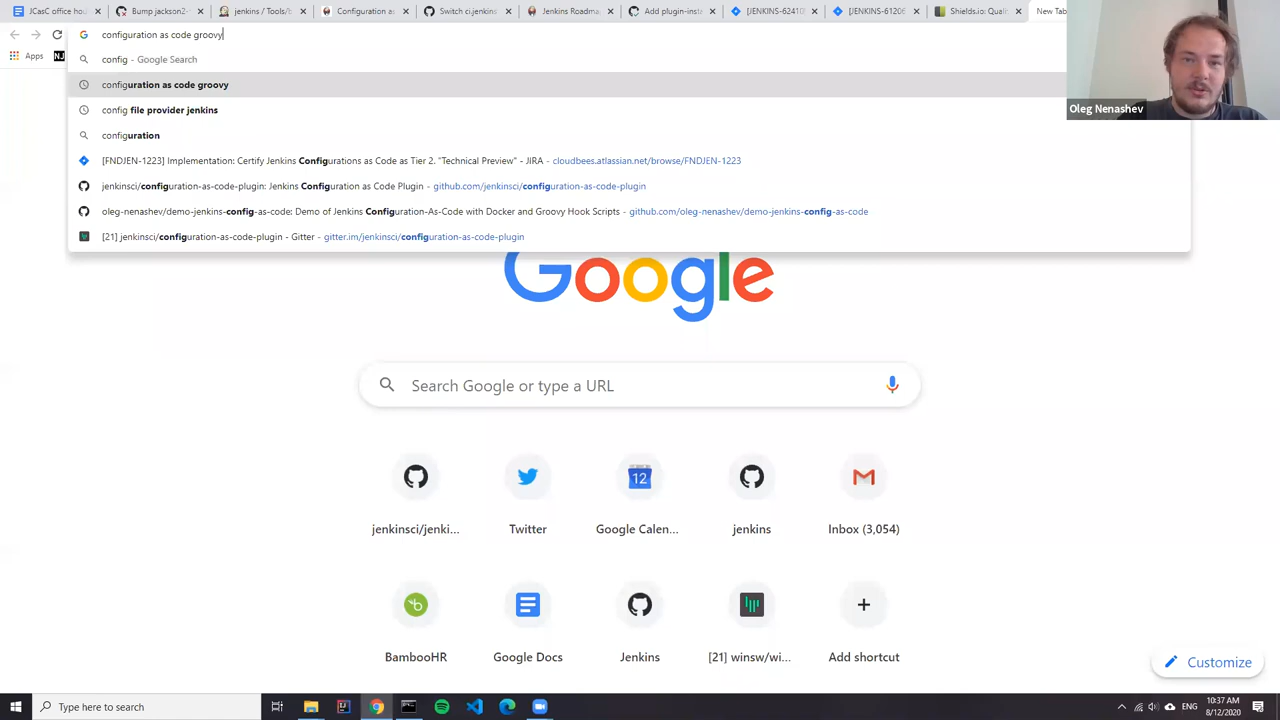 JCasC office hou
Bump jackson2-
jenkins / Tools/b
Configuration as
Switch ci.jenkins
Jenkins Roadma
Add plugin-insta
[JENKINS-62410
[JENKINS-61206
Shields.io: Quali
New Tab
configuration as code groovy
Apps
NJ
config - Google Search
configuration as code groovy
config file provider jenkins
configuration
[FNDJEN-1223] Implementation: Certify Jenkins Configurations as Code as Tier 2. "Technical Preview" - JIRA - cloudbees.atlassian.net/browse/FNDJEN-1223
jenkinsci/configuration-as-code-plugin: Jenkins Configuration as Code Plugin - github.com/jenkinsci/configuration-as-code-plugin
oleg-nenashev/demo-jenkins-config-as-code: Demo of Jenkins Configuration-As-Code with Docker and Groovy Hook Scripts - github.com/oleg-nenashev/demo-jenkins-config-as-code
[21] jenkinsci/configuration-as-code-plugin - Gitter - gitter.im/jenkinsci/configuration-as-code-plugin
Oleg Nenashev
Google
Search Google or type a URL
12
jenkinsci/jenki...
Twitter
Google Calen...
jenkins
Inbox (3,054)
BambooHR
Google Docs
Jenkins
[21] winsw/wi...
Add shortcut
Customize
Type here to search
ENG
10:37 AM
8/12/2020